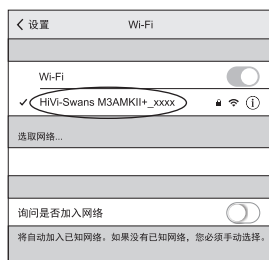 设置 Wi-Fi
Wi-Fi
HiVi-Swans M3AMKII+_xxxx
选取网络...
询问是否加入网络
将自动加入已知网络。如果没有已知网络，您必须手动选择。